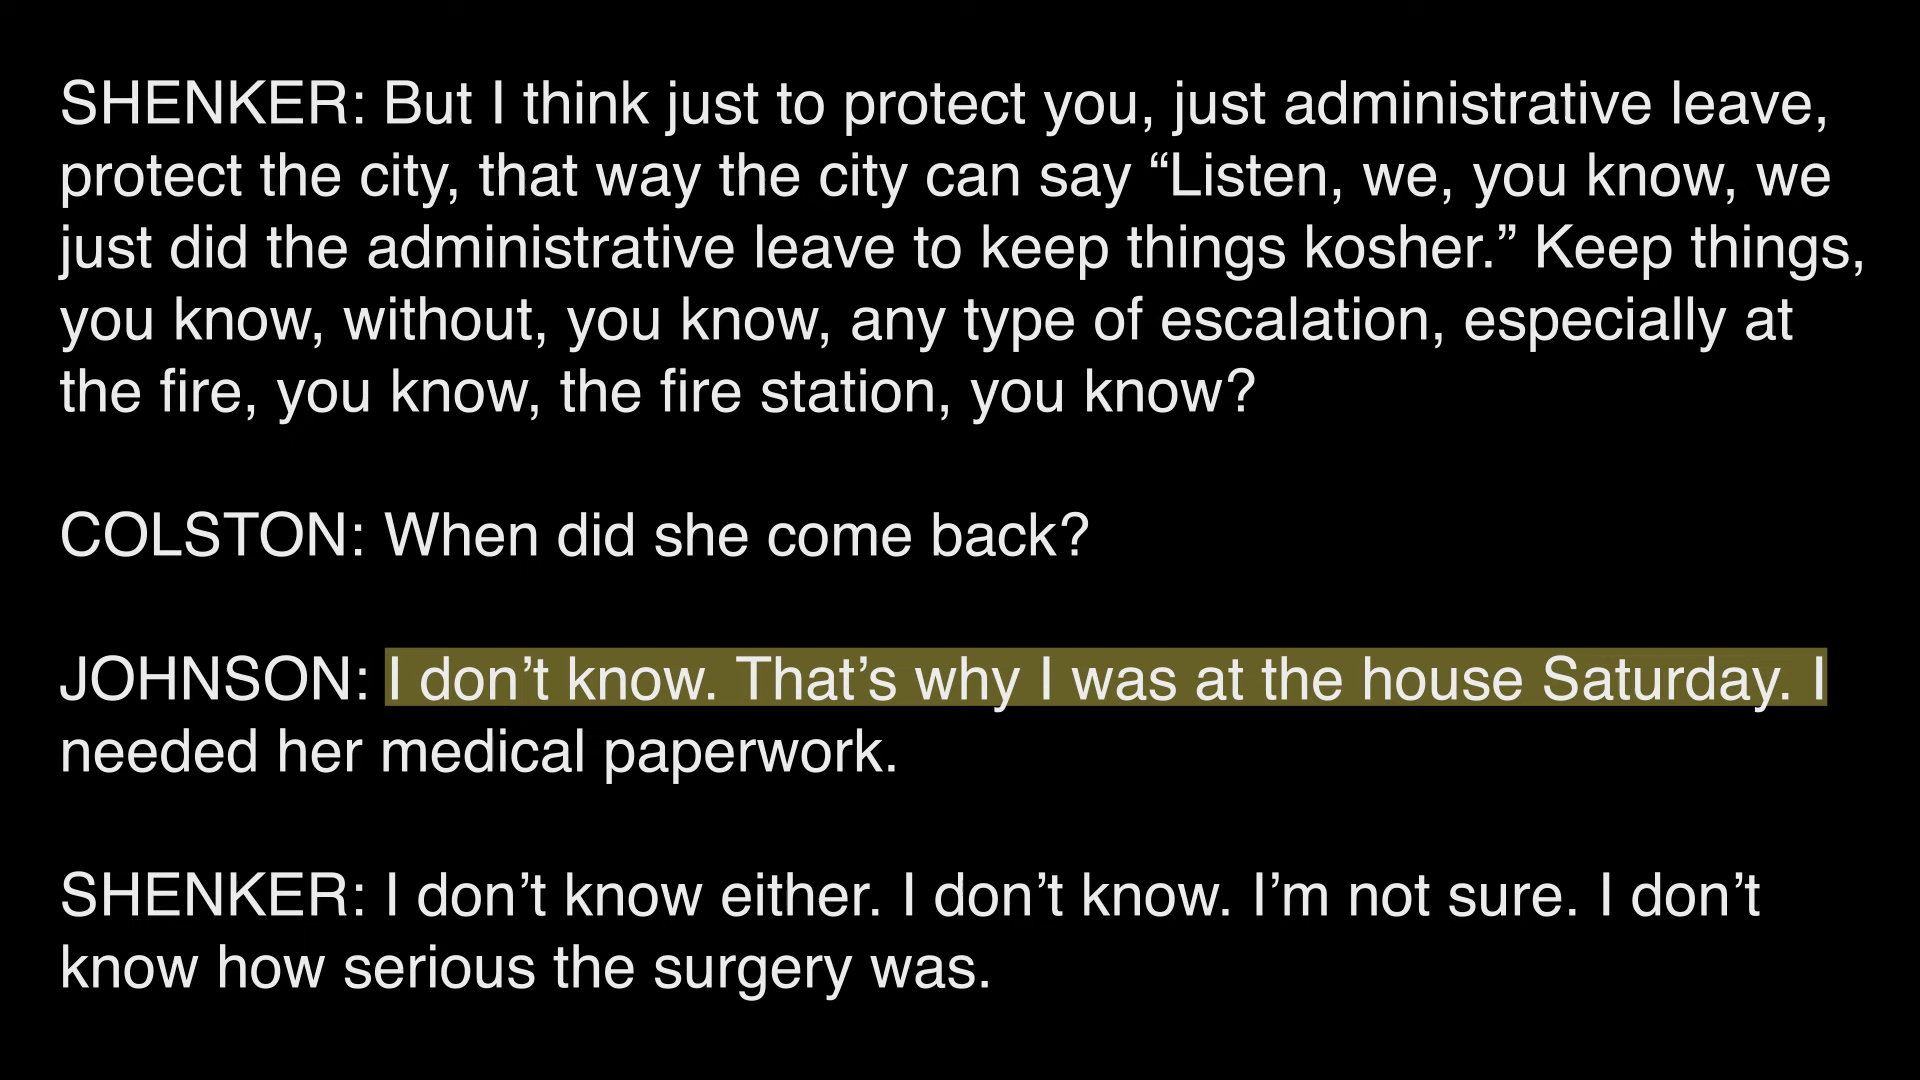 SHENKER: But I think just to protect you, just administrative leave,
protect the city, that way the city can say “Listen, we, you know, we
just did the administrative leave to keep things kosher.” Keep things,
you know, without, you know, any type of escalation, especially at
the fire, you know, the fire station, you know?
COLSTON: When did she come back?
JOHNSON: I don’t know. That’s why I was at the house Saturday. I
needed her medical paperwork.
SHENKER: I don’t know either. I don’t know. I’m not sure. I don’t
know how serious the surgery was.